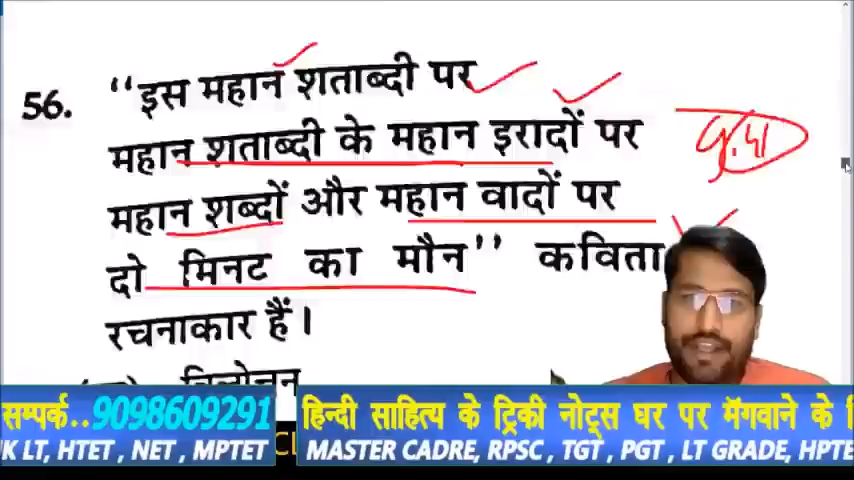 56. “इस महान शताब्दी पर
महान शताब्दी के महान इरादों पर
महान शब्दों और महान वादों पर
दो मिनट का मौन” कविता
रचनाकार हैं।
त्रिलोचन
सम्पर्क..9098609291
K LT, HTET , NET , MPTET
हिन्दी साहित्य के ट्रिकी नोट्स घर पर मॅगवाने के
MASTER CADRE, RPSC , TGT , PGT , LT GRADE, HPTE